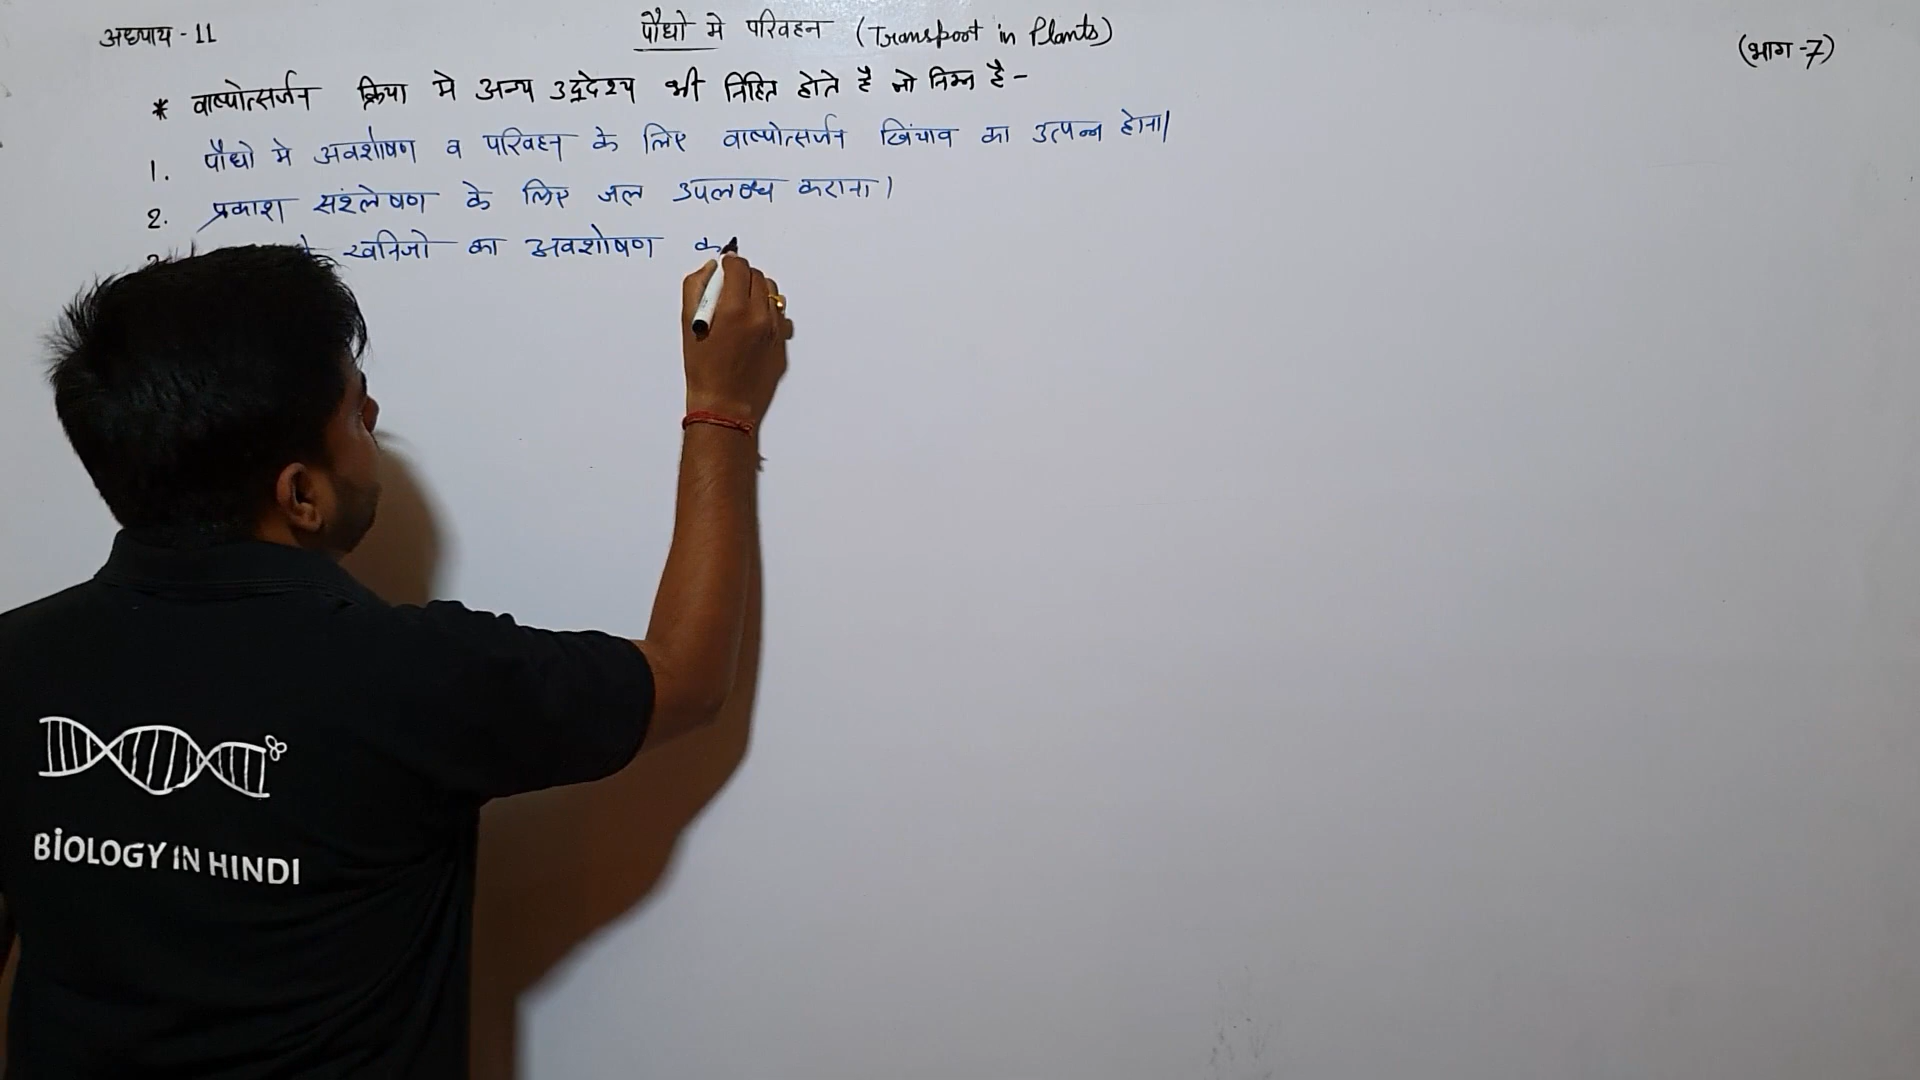 अध्याय - 11
पौधो मे परिवहन (Transport in Plants)
(भाग -7)
* वाष्पोत्सर्जन क्रिया मे अन्य उद्देश्य भी निहित होते है जो निम्न है -
1. पौधो मे अवशोषण व परिवहन के लिए वाष्पोत्सर्जन खिंचाव का उत्पन्न होना।
2. प्रकाश संश्लेषण के लिए जल उपलब्ध कराना।
खनिजो का अवशोषण
BIOLOGY IN HINDI